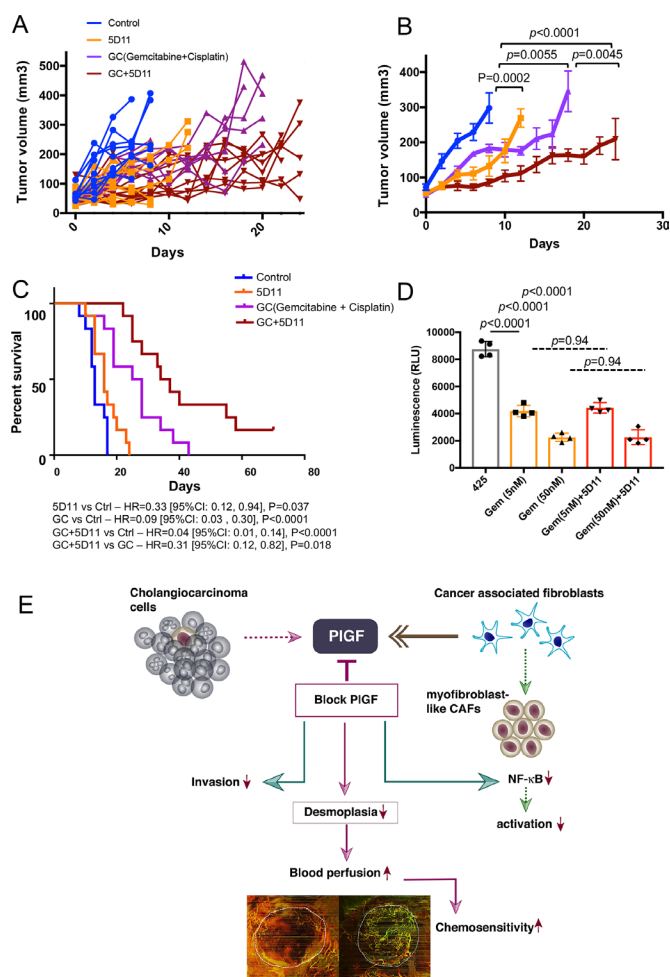 A
Control
5D11
GC(Gemcitabine+Cisplatin)
GC+5D11
Tumor volume (mm3)
500
400
300
200
100
0
0
10
20
Days
B
p<0.0001
p=0.0055
p=0.0045
P=0.0002
Tumor volume (mm3)
400
300
200
100
0
0
10
20
30
Days
C
Control
5D11
GC(Gemcitabine + Cisplatin)
GC+5D11
Percent survival
100
50
0
0
20
40
60
80
Days
5D11 vs Ctrl – HR=0.33 [95%CI: 0.12, 0.94], P=0.037
GC vs Ctrl – HR=0.09 [95%CI: 0.03 , 0.30], P<0.0001
GC+5D11 vs Ctrl – HR=0.04 [95%CI: 0.01, 0.14], P<0.0001
GC+5D11 vs GC – HR=0.31 [95%CI: 0.12, 0.82], P=0.018
D
p<0.0001
p<0.0001
p<0.0001
p=0.94
p=0.94
Luminescence (RLU)
10000
8000
6000
4000
2000
0
425
Gem (5nM)
Gem (50nM)
Gem(5nM)+5D11
Gem(50nM)+5D11
E
Cholangiocarcinoma
cells
PlGF
Cancer associated fibroblasts
Block PlGF
myofibroblast-
like CAFs
Invasion
NF-κB
Desmoplasia
activation
Blood perfusion
Chemosensitivity